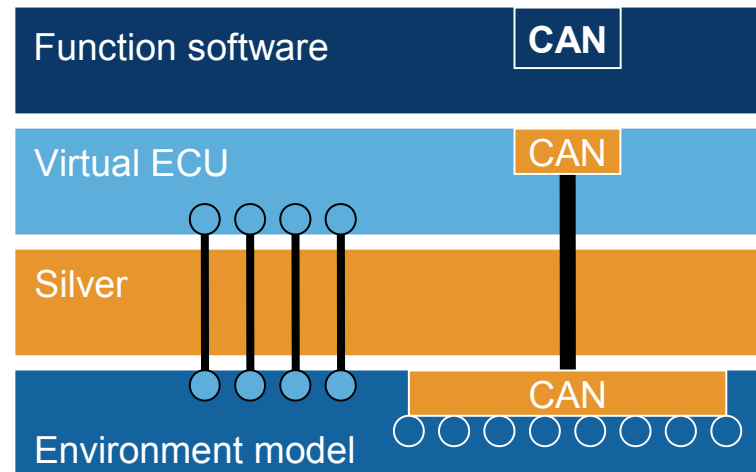 Function software
CAN
Virtual ECU
CAN
Silver
CAN
Environment model